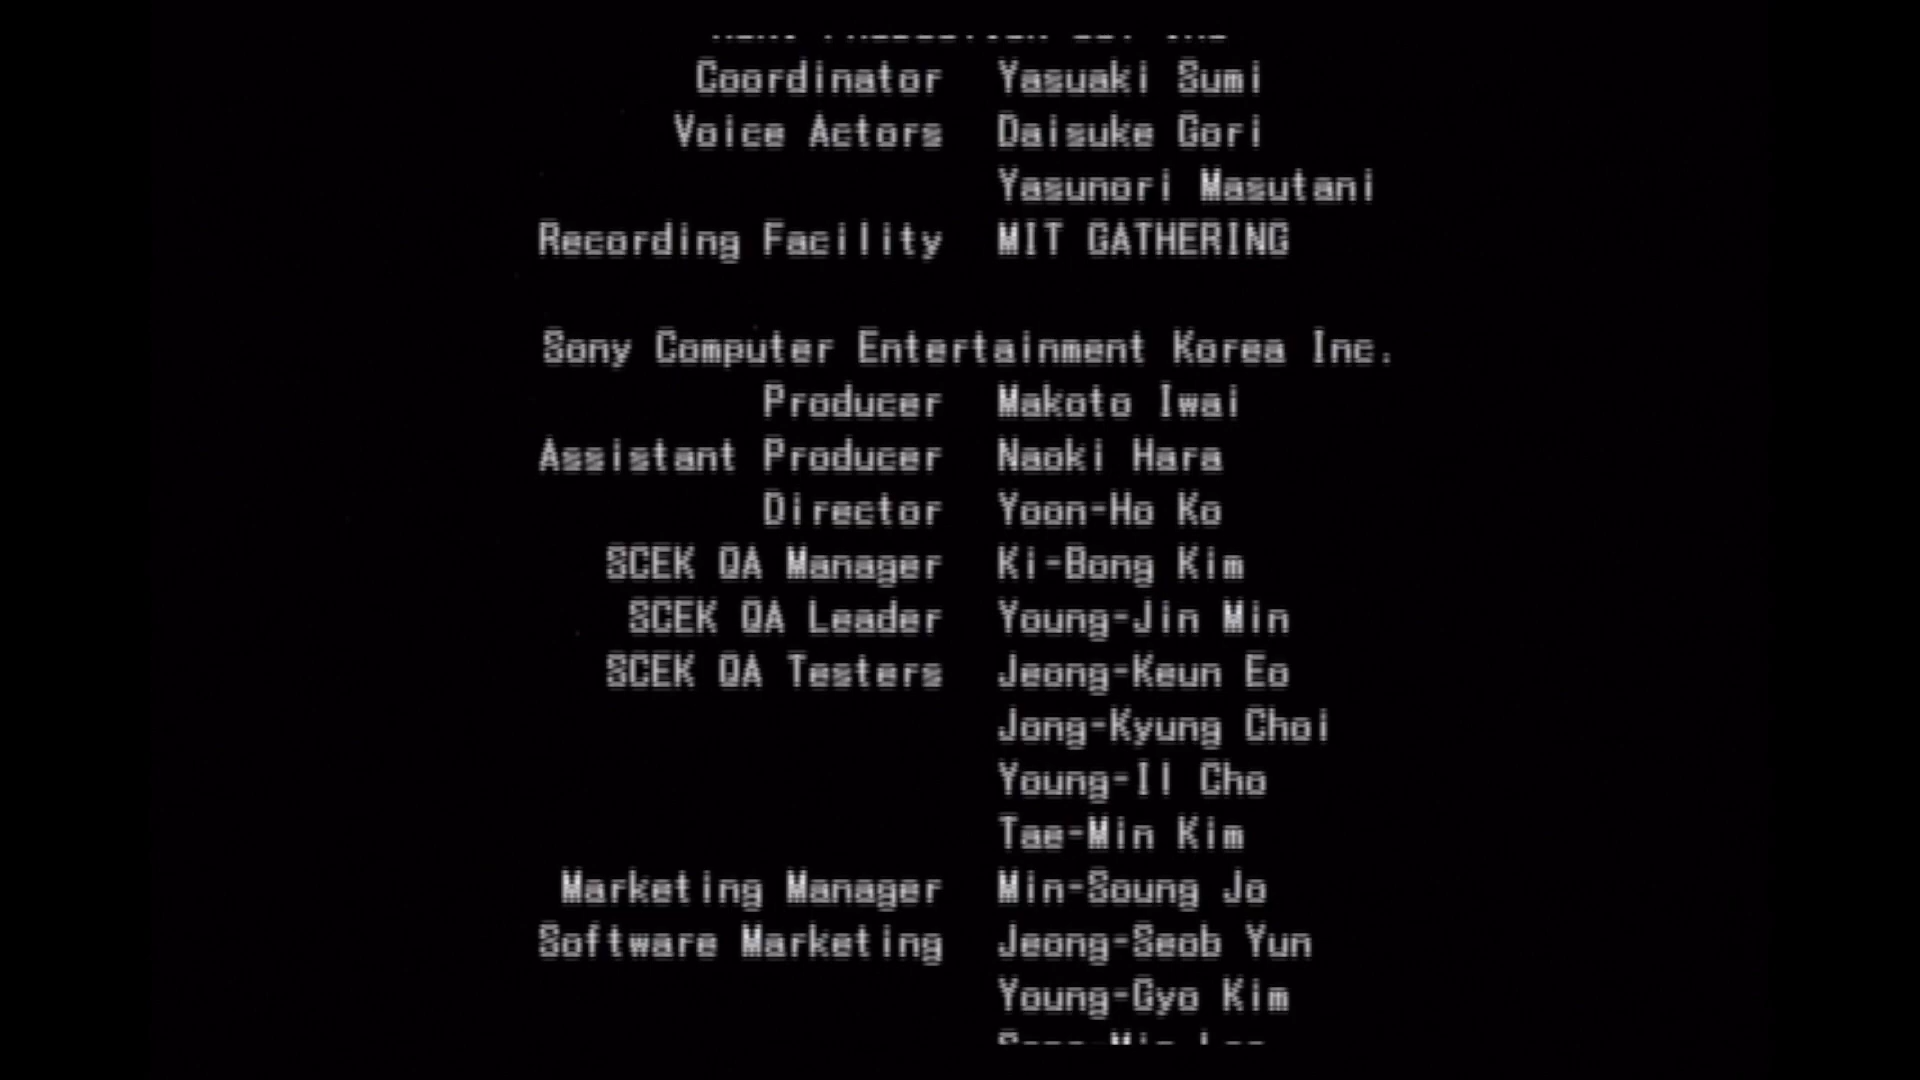 Coordinator Yasuaki Sumi
Voice Actors Daisuke Gori
Yasunori Masutani
Recording Facility MIT GATHERING
Sony Computer Entertainment Korea Inc.
Producer Makoto Iwai
Assistant Producer Naoki Hara
Director Yoon-Ho Ko
SCEK QA Manager Ki-Bong Kim
SCEK QA Leader Young-Jin Min
SCEK QA Testers Jeong-Keun Eo
Jong-Kyung Choi
Young-Il Cho
Tae-Min Kim
Marketing Manager Min-Soung Jo
Software Marketing Jeong-Seob Yun
Young-Gyo Kim